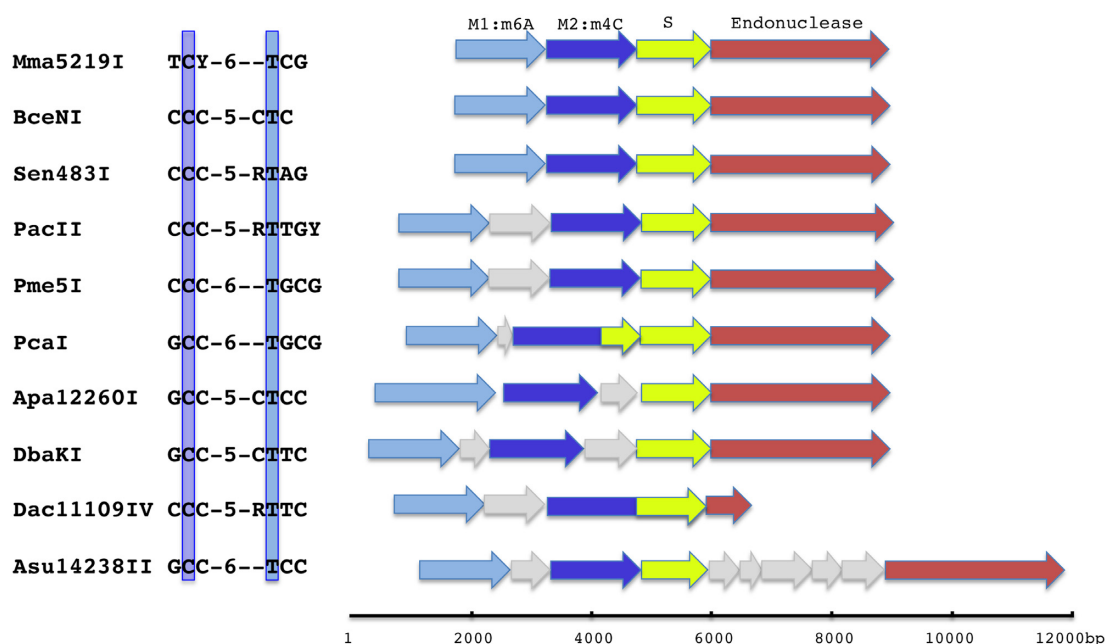 M1:m6A M2:m4C S Endonuclease
Mma5219I TCY-6--TCG
BceNI CCC-5-CTC
Sen483I CCC-5-RTAG
PacII CCC-5-RTTGY
Pme5I CCC-6--TGCG
PcaI GCC-6--TGCG
Apa12260I GCC-5-CTCC
DbaKI GCC-5-CTTC
Dac11109IV CCC-5-RTTC
Asu14238II GCC-6--TCC
1 2000 4000 6000 8000 10000 12000bp